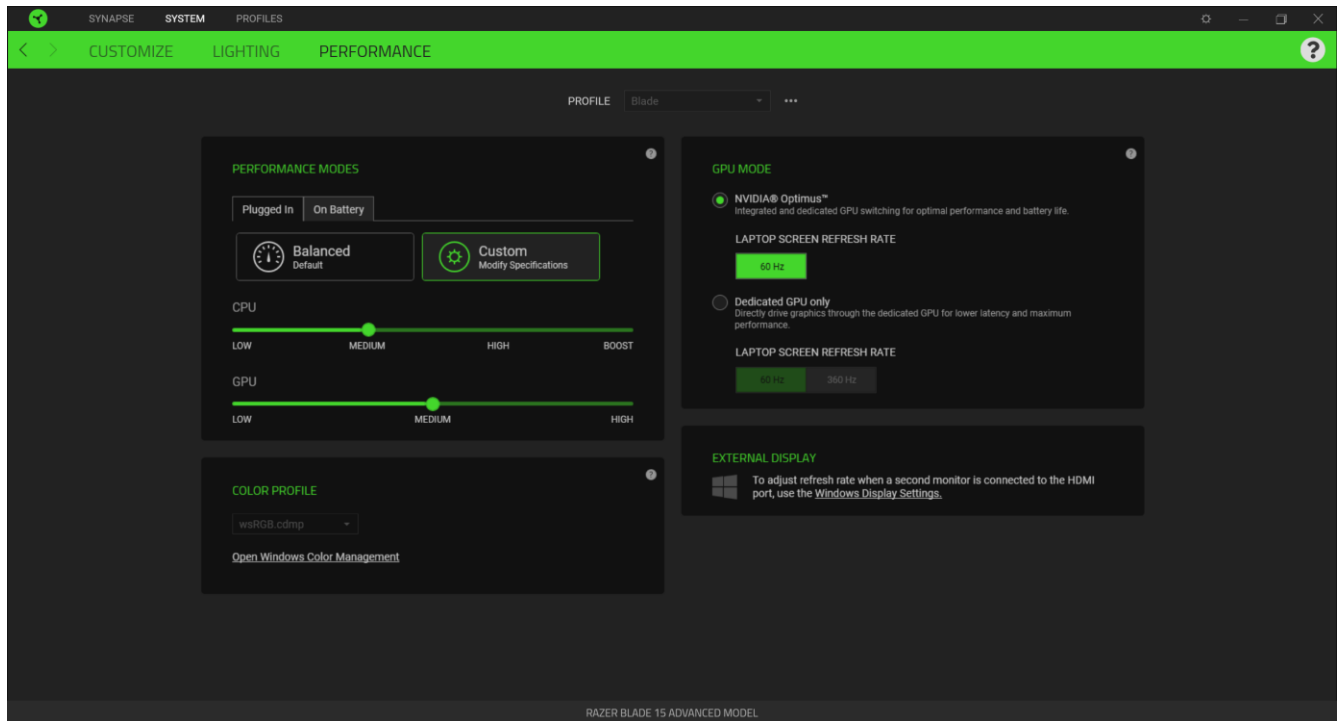 SYNAPSE SYSTEM PROFILES
CUSTOMIZE LIGHTING PERFORMANCE
?
PROFILE Blade
PERFORMANCE MODES
?
Plugged In On Battery
Balanced
Default
Custom
Modify Specifications
CPU
LOW MEDIUM HIGH BOOST
GPU
LOW MEDIUM HIGH
COLOR PROFILE
?
wsRGB.cdmp
Open Windows Color Management
GPU MODE
?
NVIDIA® Optimus™
Integrated and dedicated GPU switching for optimal performance and battery life.
LAPTOP SCREEN REFRESH RATE
60 Hz
Dedicated GPU only
Directly drive graphics through the dedicated GPU for lower latency and maximum
performance.
LAPTOP SCREEN REFRESH RATE
60 Hz 360 Hz
EXTERNAL DISPLAY
To adjust refresh rate when a second monitor is connected to the HDMI
port, use the Windows Display Settings.
RAZER BLADE 15 ADVANCED MODEL